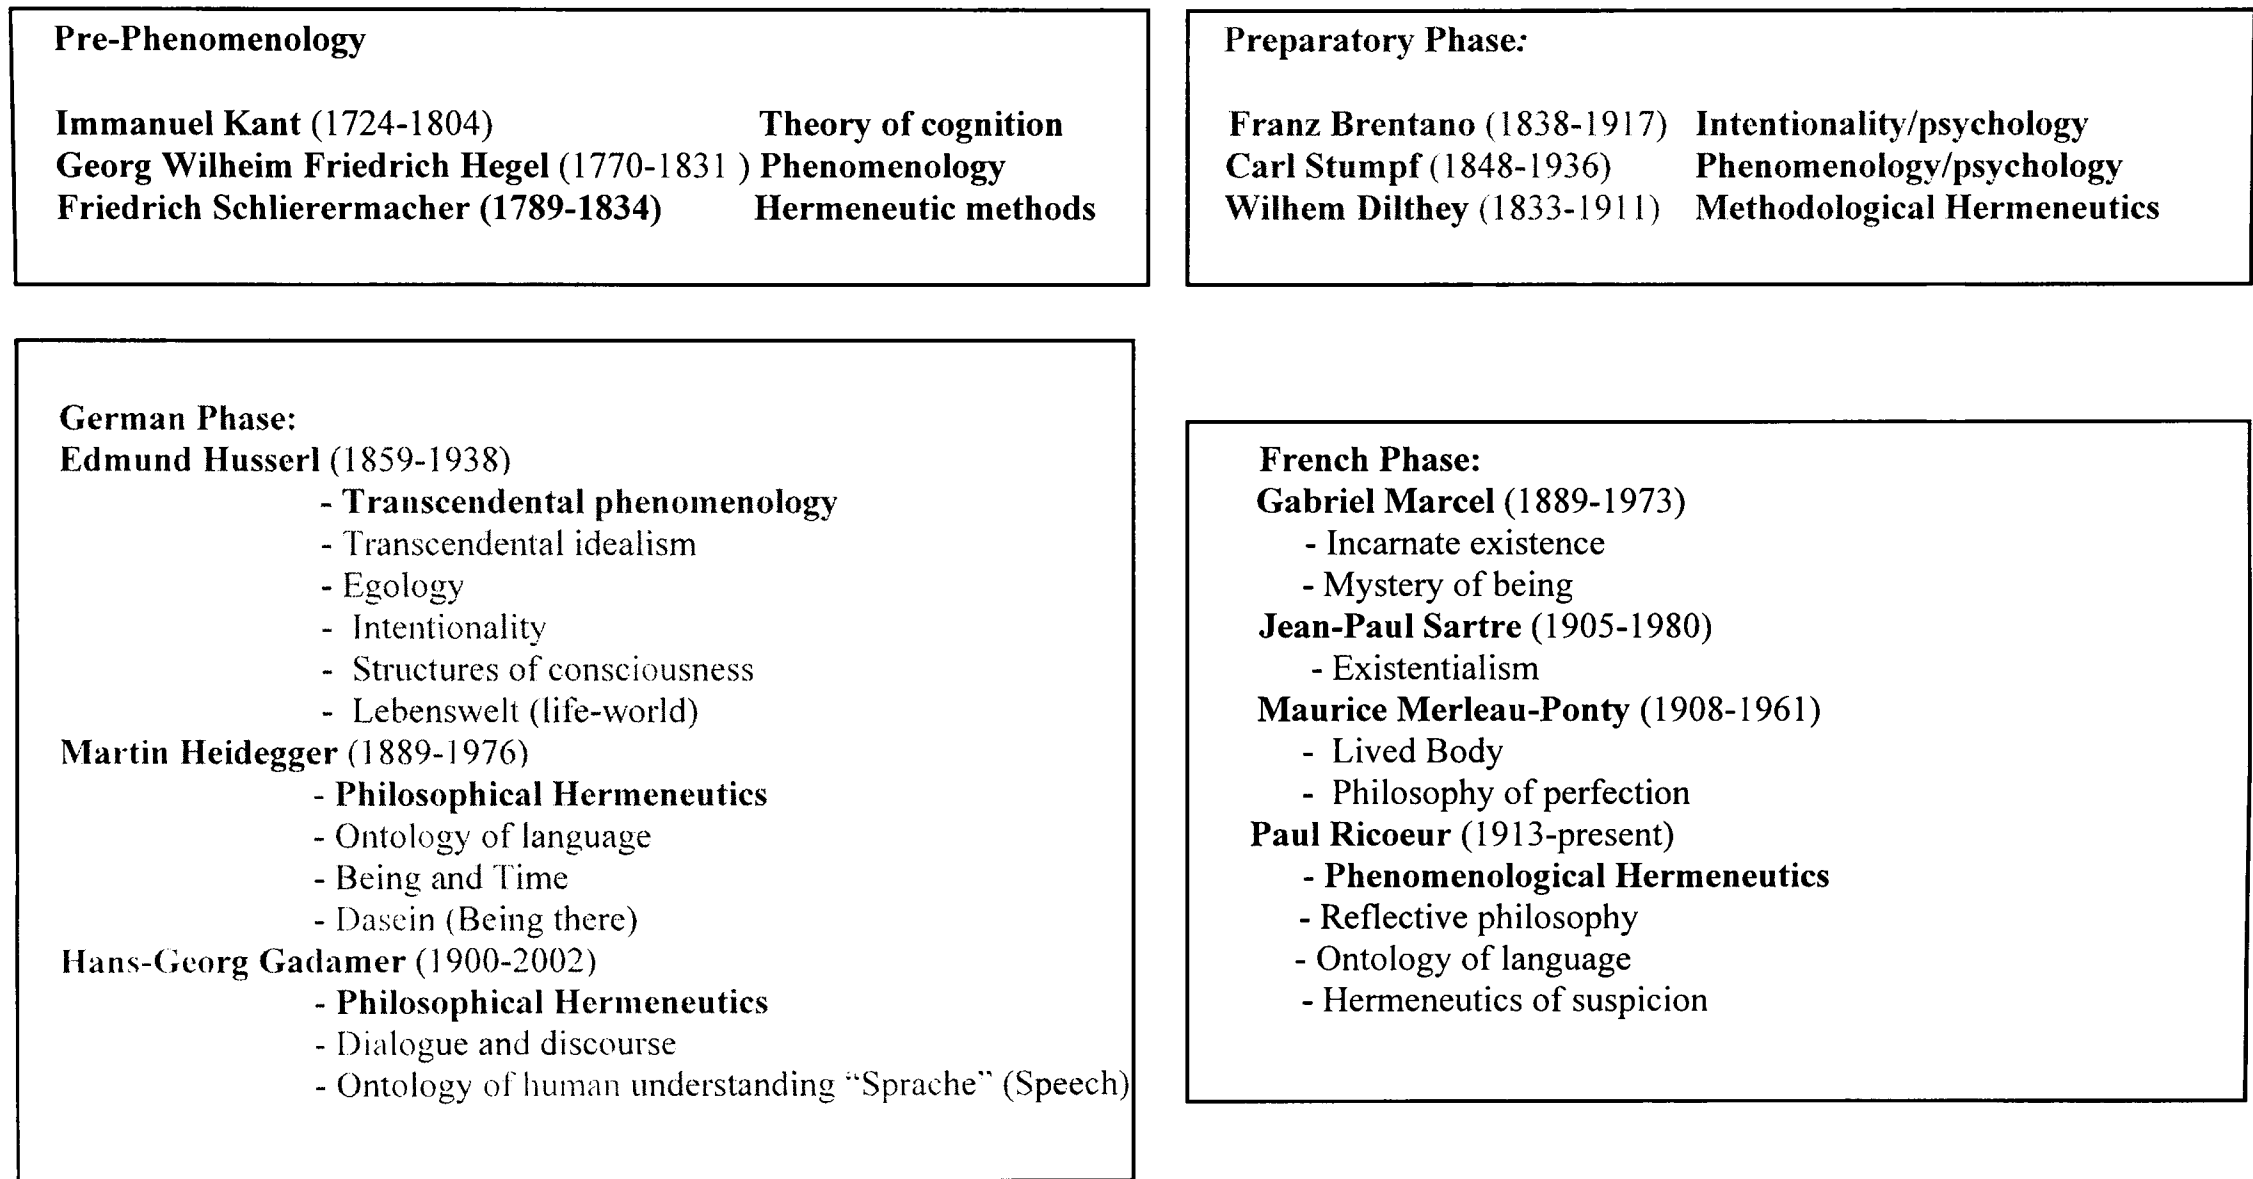 Pre-Phenomenology
Immanuel Kant (1724-1804) Theory of cognition
Georg Wilheim Friedrich Hegel (1770-1831 ) Phenomenology
Friedrich Schlierermacher (1789-1834) Hermeneutic methods
Preparatory Phase:
Franz Brentano (1838-1917) Intentionality/psychology
Carl Stumpf (1848-1936) Phenomenology/psychology
Wilhem Dilthey (1833-1911) Methodological Hermeneutics
German Phase:
Edmund Husserl (1859-1938)
- Transcendental phenomenology
- Transcendental idealism
- Egology
- Intentionality
- Structures of consciousness
- Lebenswelt (life-world)
Martin Heidegger (1889-1976)
- Philosophical Hermeneutics
- Ontology of language
- Being and Time
- Dasein (Being there)
Hans-Georg Gadamer (1900-2002)
- Philosophical Hermeneutics
- Dialogue and discourse
- Ontology of human understanding “Sprache” (Speech)
French Phase:
Gabriel Marcel (1889-1973)
- Incarnate existence
- Mystery of being
Jean-Paul Sartre (1905-1980)
- Existentialism
Maurice Merleau-Ponty (1908-1961)
- Lived Body
- Philosophy of perfection
Paul Ricoeur (1913-present)
- Phenomenological Hermeneutics
- Reflective philosophy
- Ontology of language
- Hermeneutics of suspicion